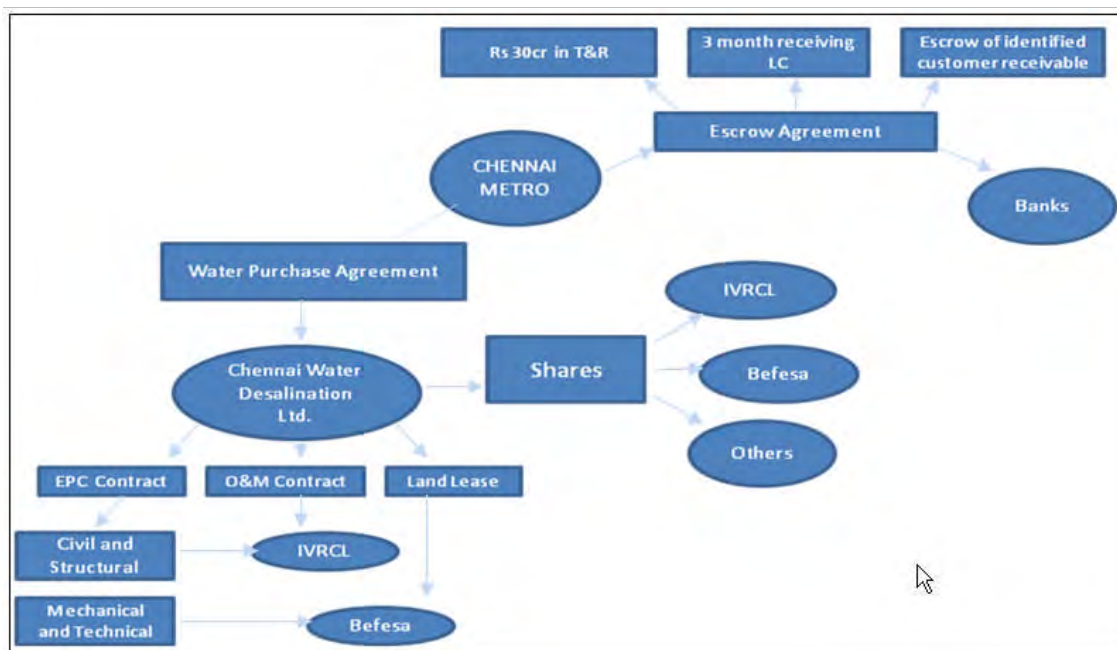 Rs 30cr in T&R
3 month receiving
LC
Escrow of identified
customer receivable
Escrow Agreement
CHENNAI
METRO
Banks
Water Purchase Agreement
IVRCL
Chennai Water
Desalination
Ltd.
Shares
Befesa
Others
EPC Contract
O&M Contract
Land Lease
Civil and
Structural
IVRCL
Mechanical
and Technical
Befesa